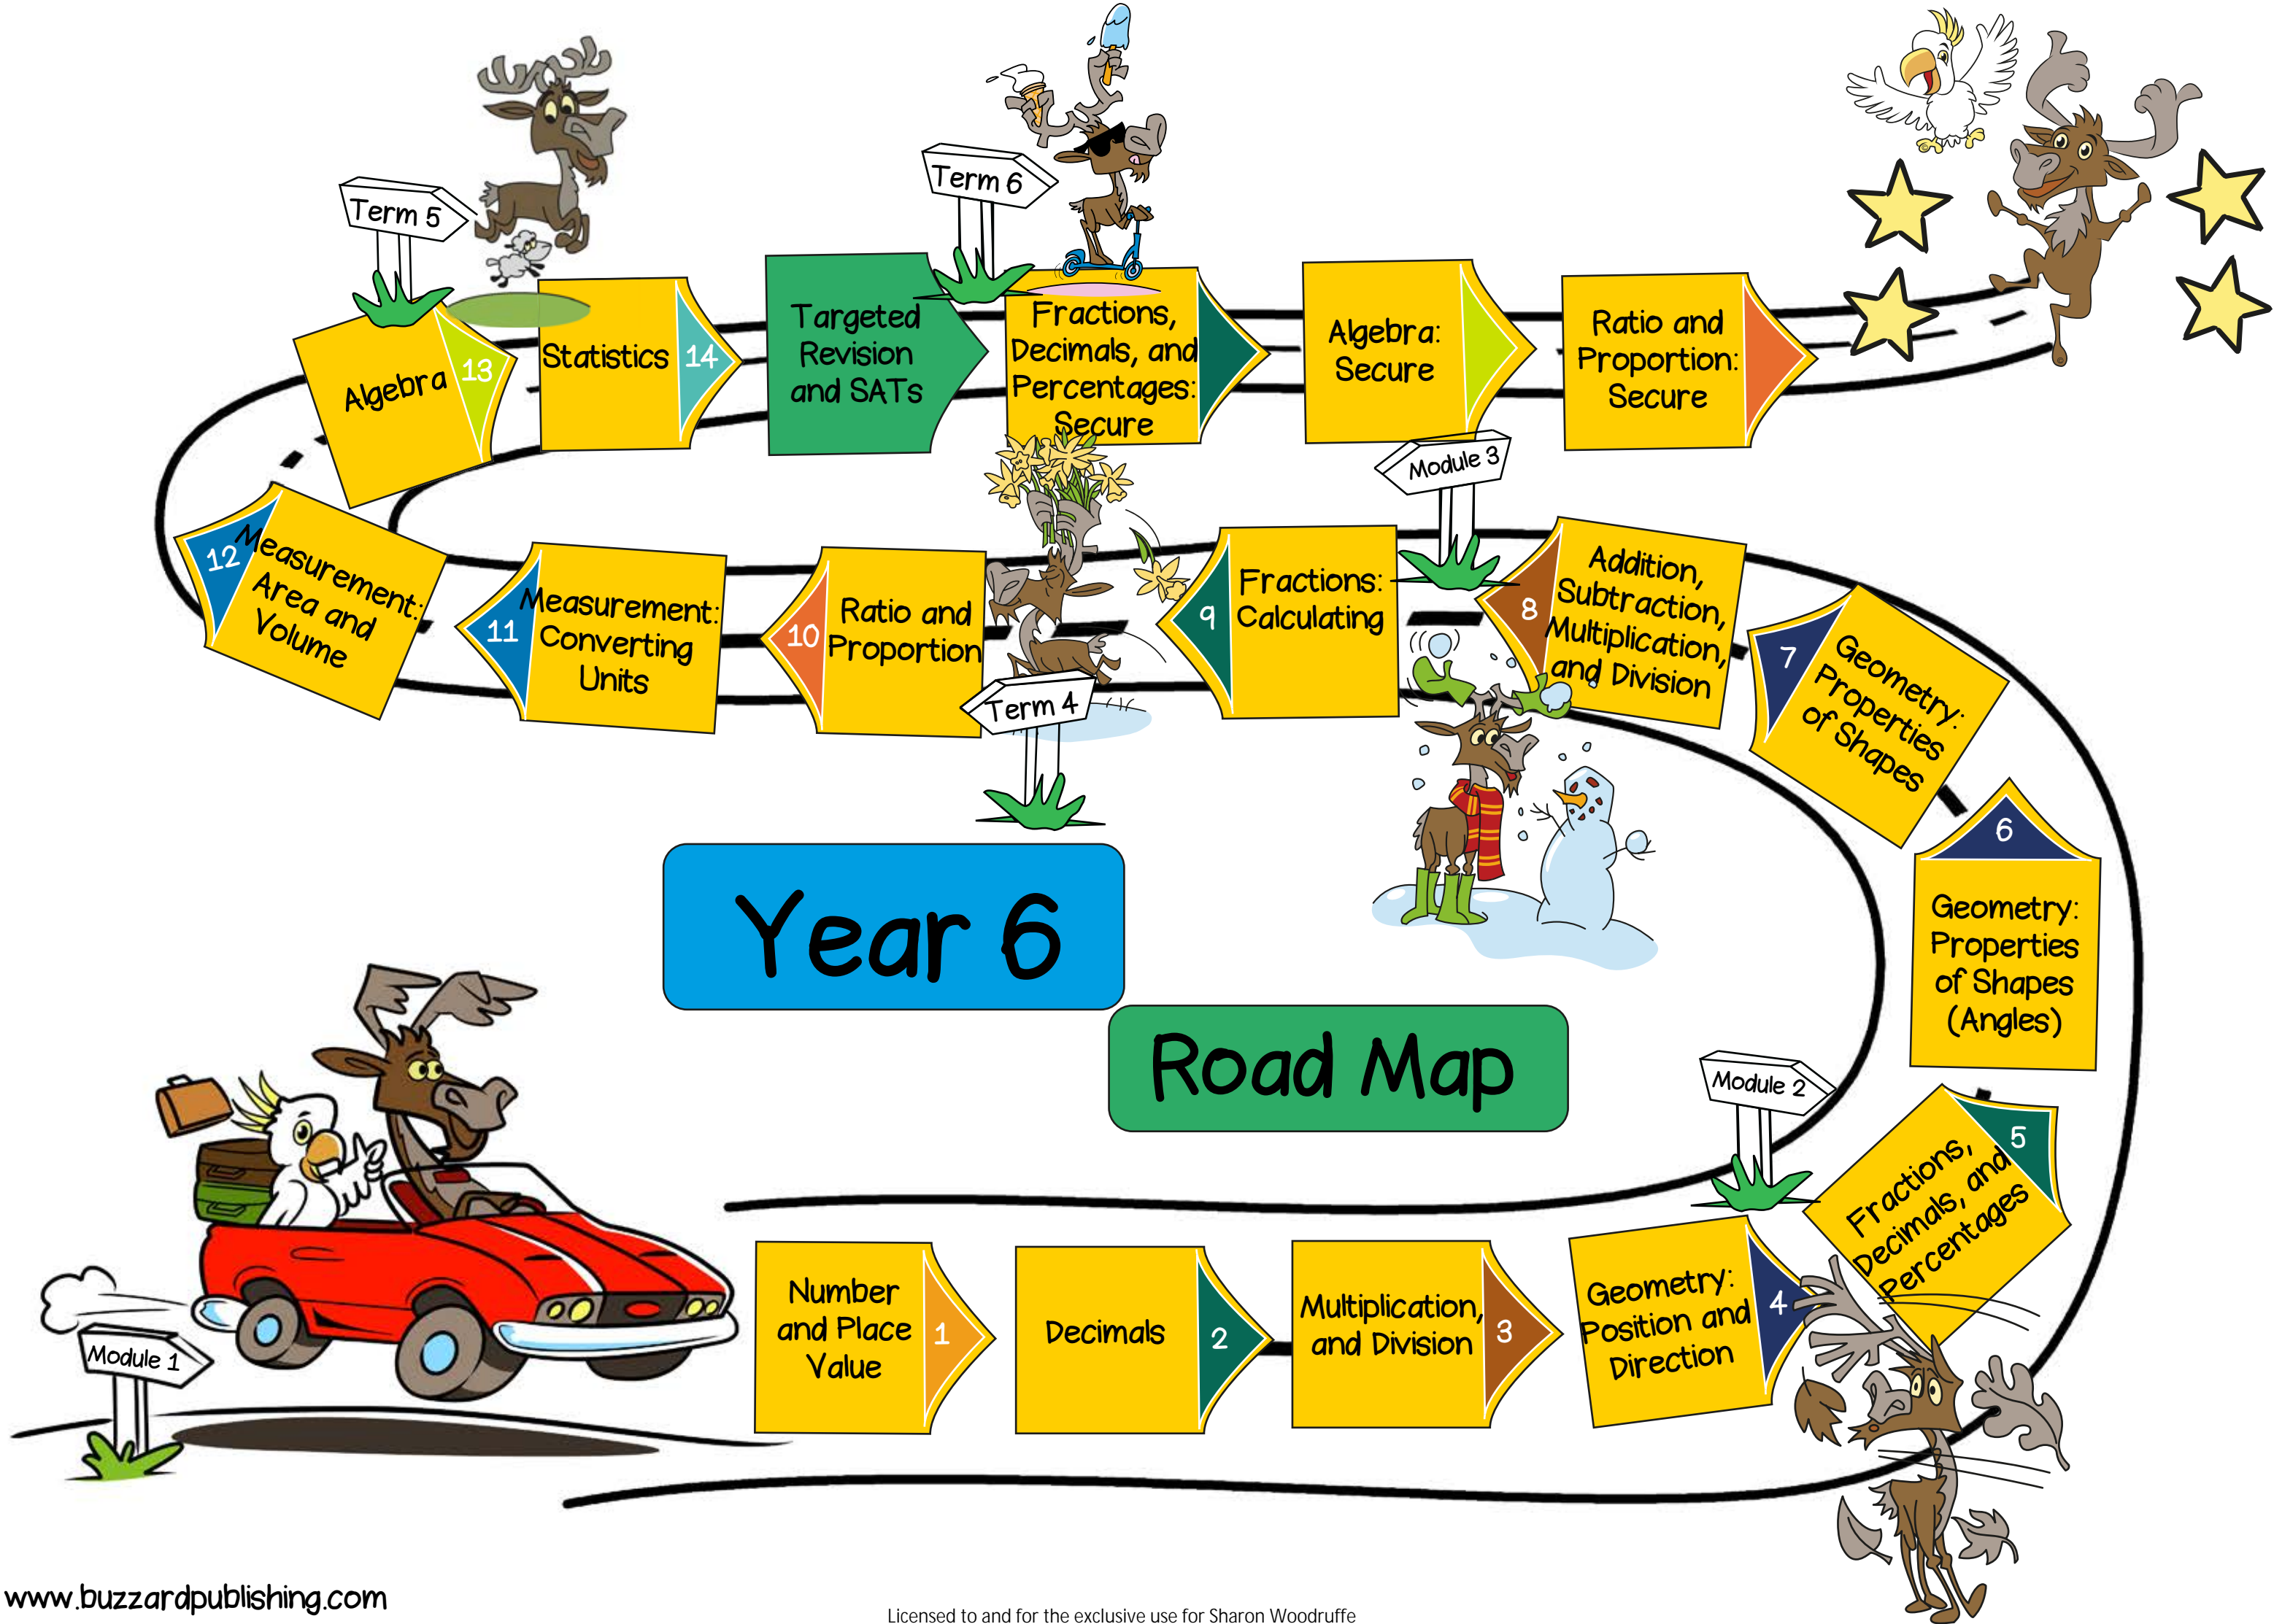 Year 6
Road Map
Module 1
Number
and Place
Value
1
Decimals
2
Multiplication,
and Division
3
Geometry:
Position and
Direction
4
Module 2
Fractions,
Decimals, and
Percentages
5
Geometry:
Properties
of Shapes
(Angles)
6
Geometry:
Properties
of Shapes
7
Addition,
Subtraction,
Multiplication,
and Division
8
Module 3
Fractions:
Calculating
9
Term 4
Ratio and
Proportion
10
Measurement:
Converting
Units
11
Measurement:
Area and
Volume
12
Term 5
Algebra
13
Statistics
14
Targeted
Revision
and SATs
Term 6
Fractions,
Decimals, and
Percentages:
Secure
Algebra:
Secure
Ratio and
Proportion:
Secure
www.buzzardpublishing.com
Licensed to and for the exclusive use for Sharon Woodruffe